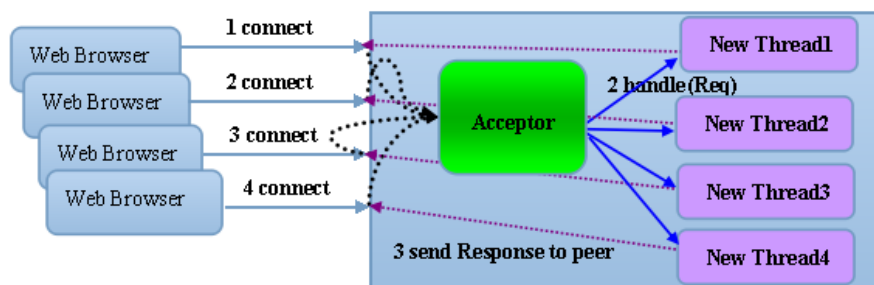 Web Browser
1 connect
New Thread1
Web Browser
2 connect
2 handle(Req)
Acceptor
New Thread2
Web Browser
3 connect
New Thread3
Web Browser
4 connect
3 send Response to peer
New Thread4